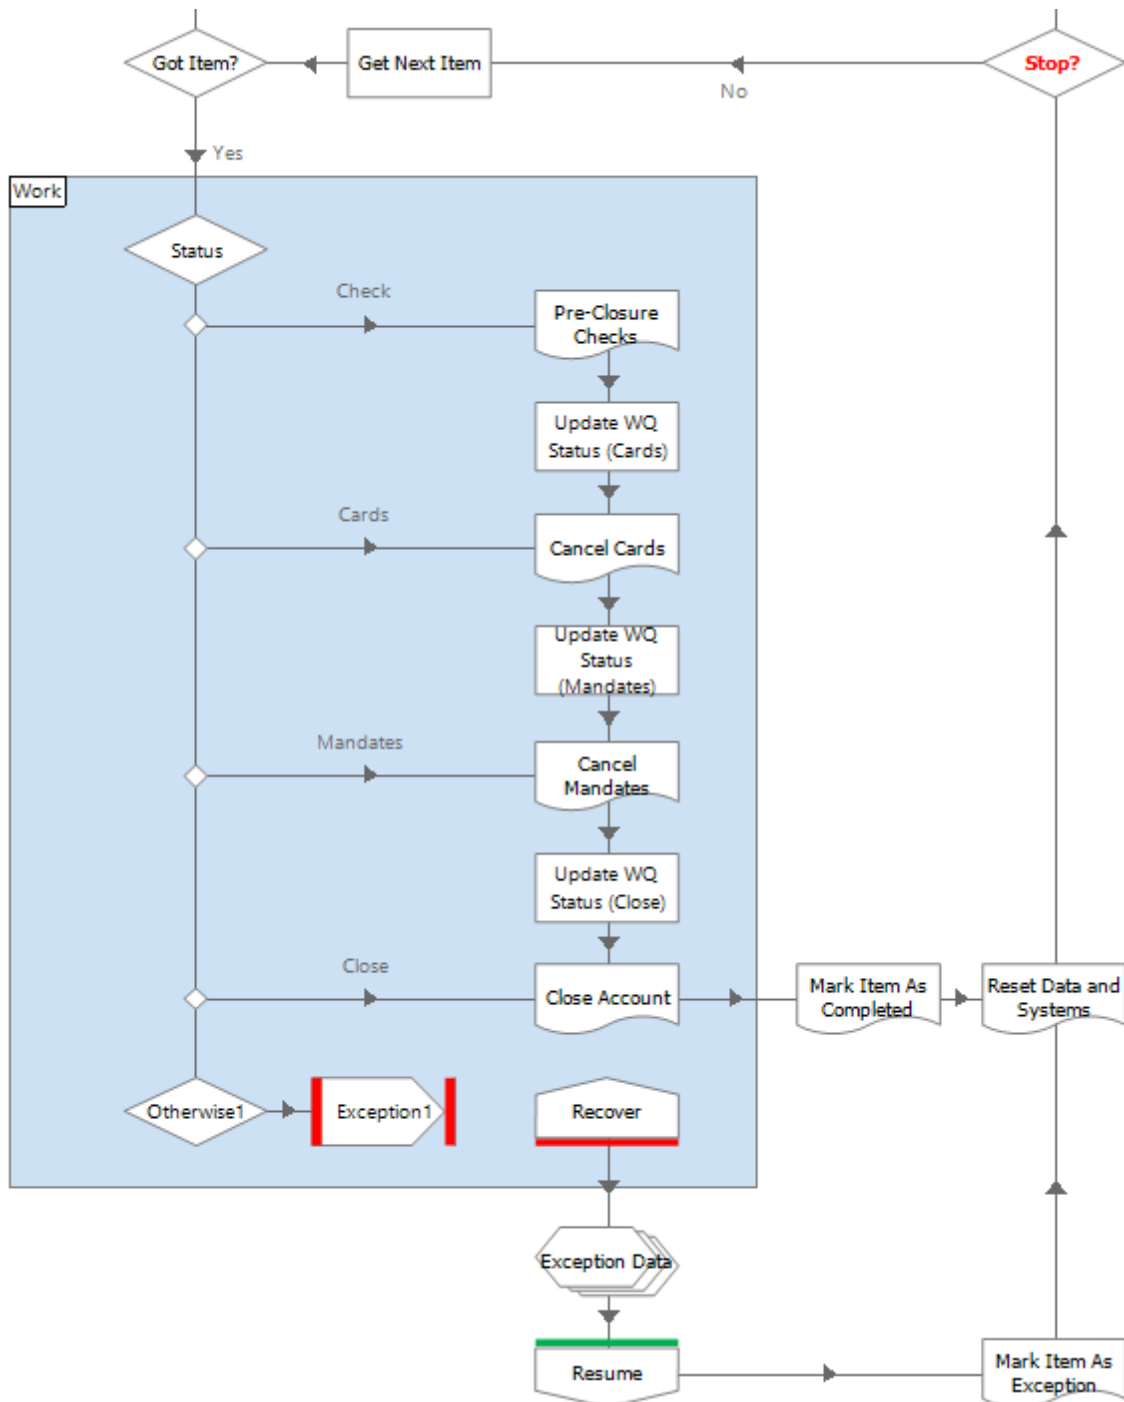 Got Item?
Get Next Item
No
Stop?
Yes
Work
Status
Check
Pre-Closure
Checks
Update WQ
Status (Cards)
Cards
Cancel Cards
Update WQ
Status
(Mandates)
Mandates
Cancel
Mandates
Update WQ
Status (Close)
Close
Close Account
Mark Item As
Completed
Reset Data and
Systems
Otherwise1
Exception1
Recover
Exception Data
Resume
Mark Item As
Exception